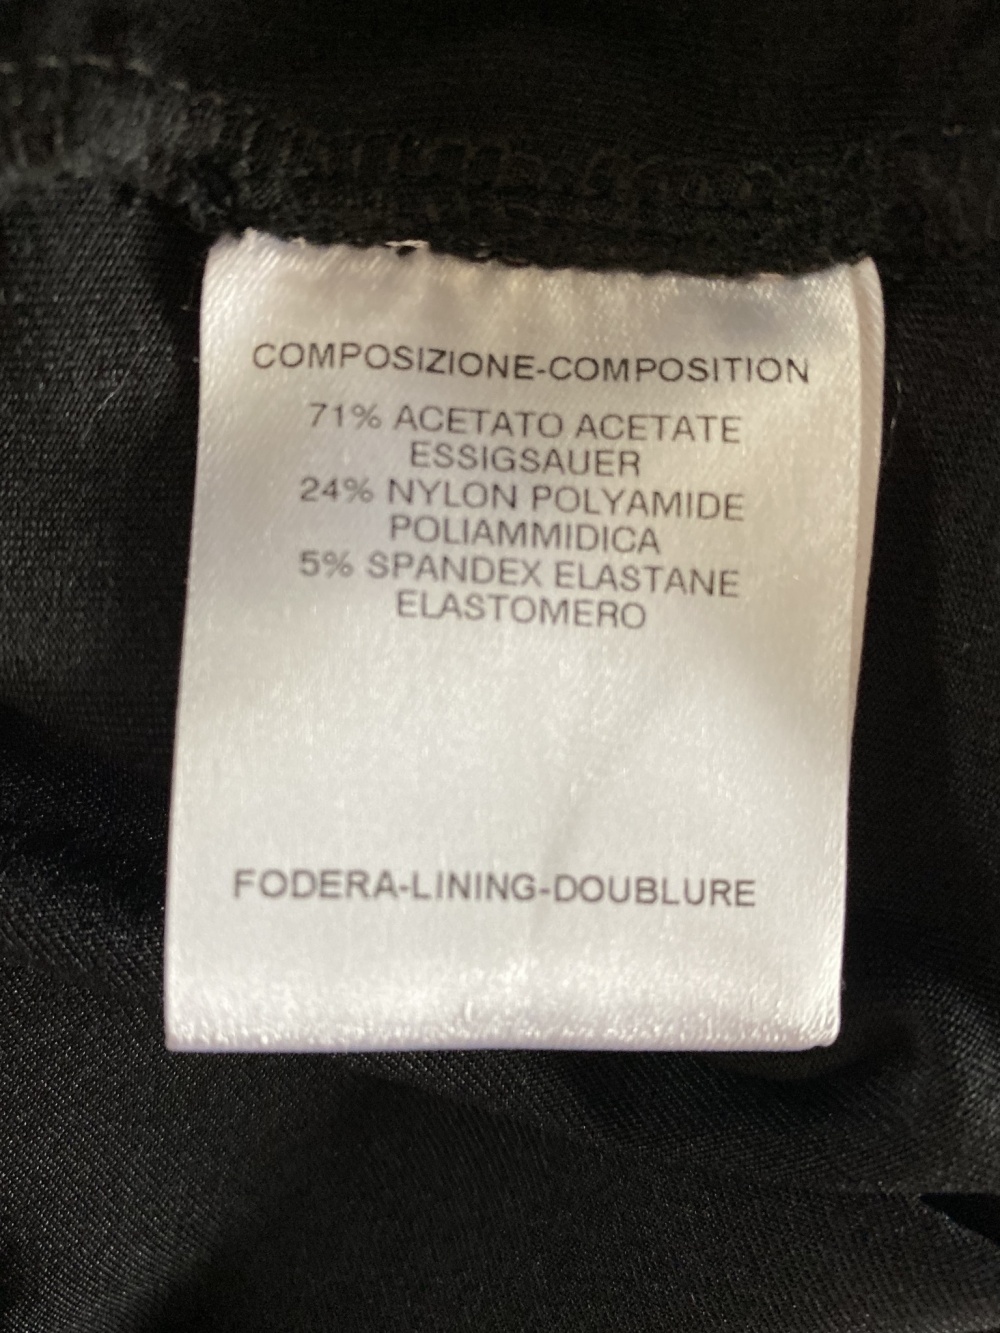 COMPOSIZIONE-COMPOSITION
71% ACETATO ACETATE
ESSIGSAUER
24% NYLON POLYAMIDE
POLIAMMIDICA
5% SPANDEX ELASTANE
ELASTOMERO
FODERA-LINING-DOUBLURE